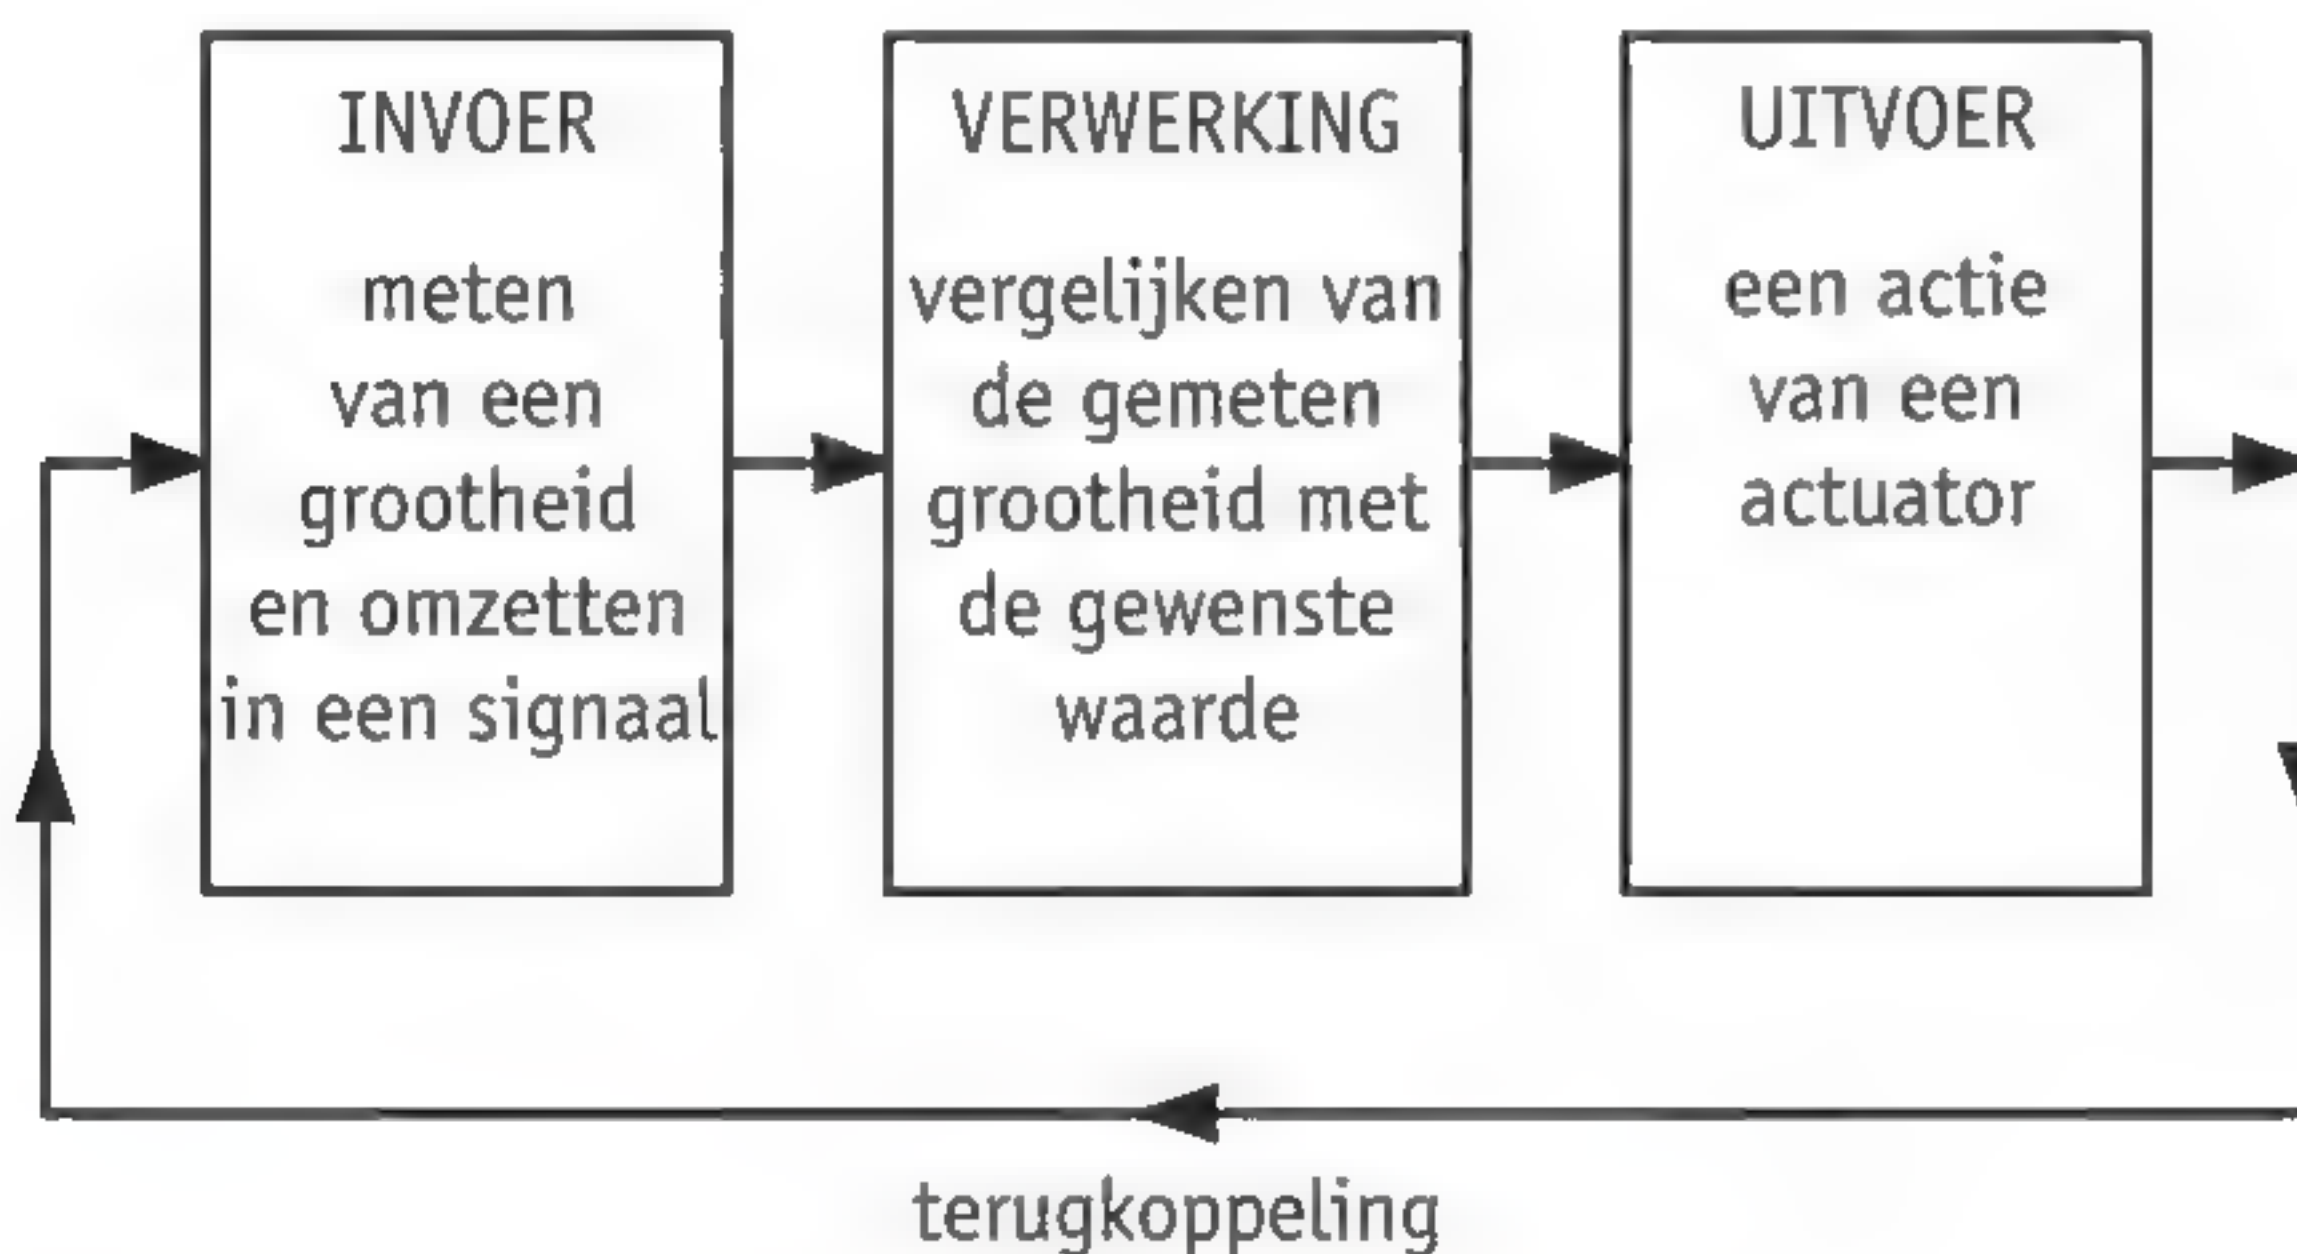 INVOER
meten
van een
grootheid
en omzetten
in een signaal
VERWERKING
vergelijken van
de gemeten
grootheid met
de gewenste
waarde
UITVOER
een actie
van een
actuator
terugkoppeling